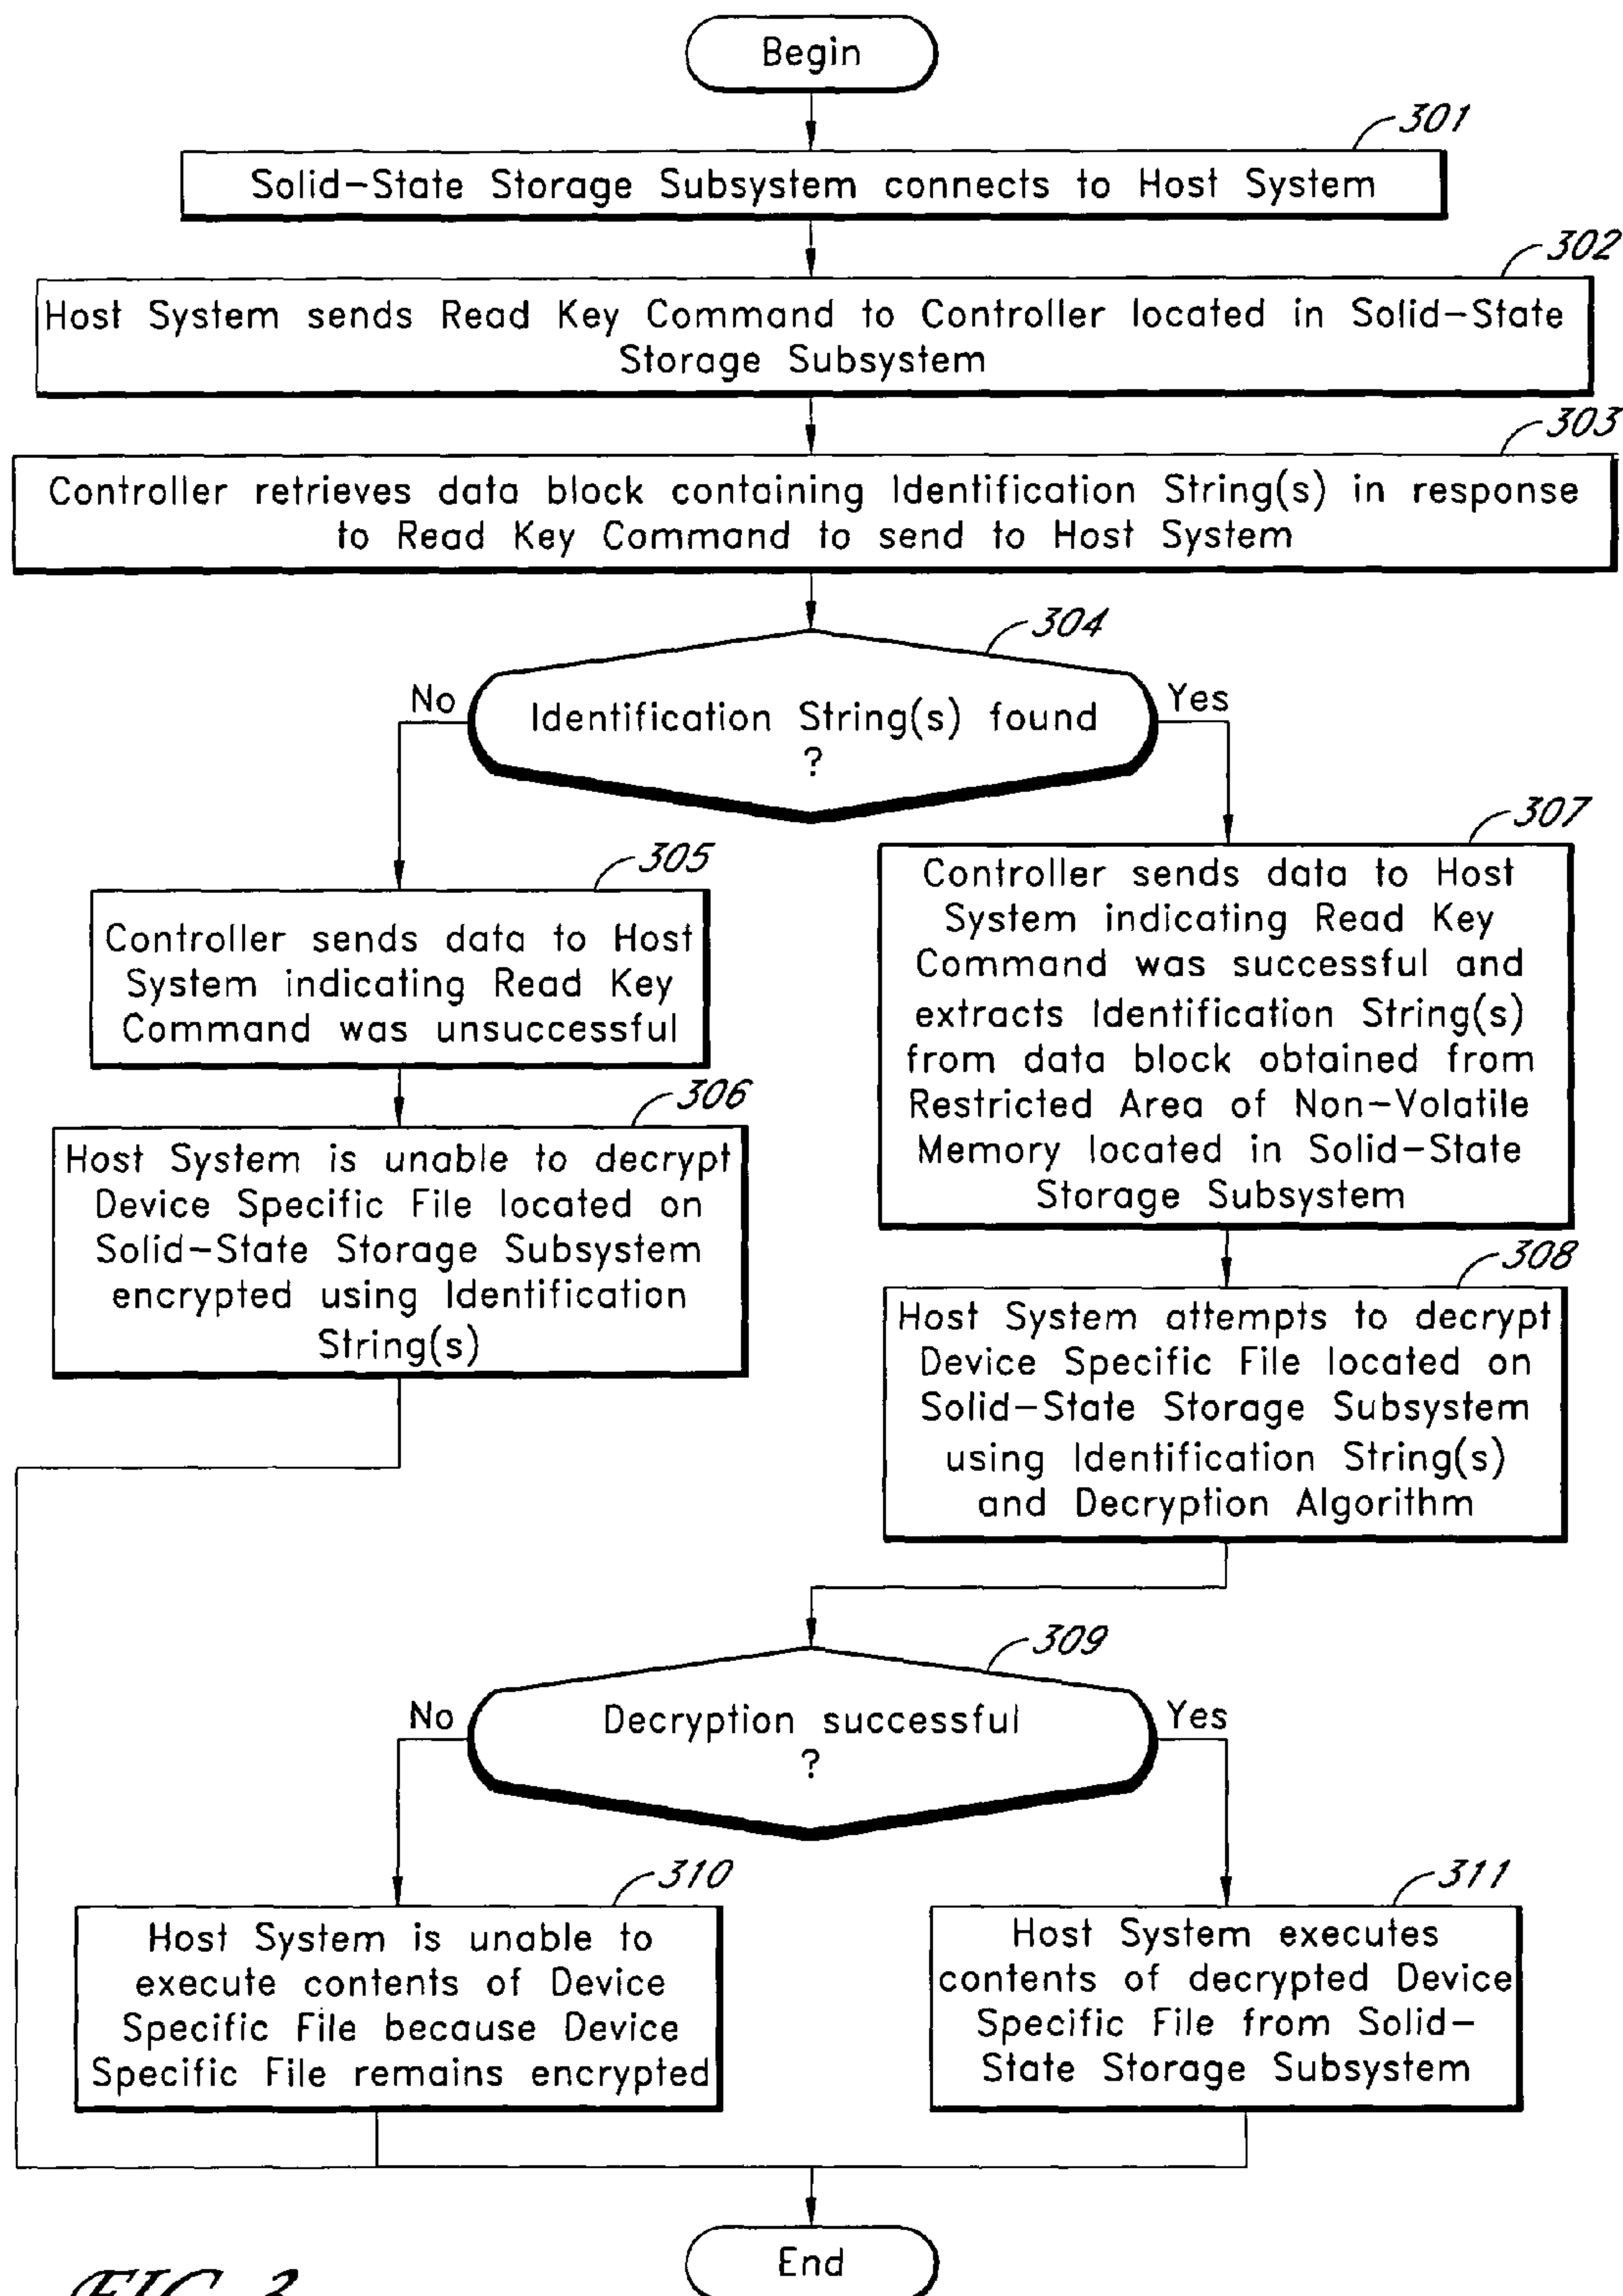 Begin
301
Solid-State Storage Subsystem connects to Host System
302
Host System sends Read Key Command to Controller located in Solid-State
Storage Subsystem
303
Controller retrieves data block containing Identification String(s) in response
to Read Key Command to send to Host System
304
Identification String(s) found
?
No
Yes
305
Controller sends data to Host
System indicating Read Key
Command was unsuccessful
306
Host System is unable to decrypt
Device Specific File located on
Solid-State Storage Subsystem
encrypted using Identification
String(s)
307
Controller sends data to Host
System indicating Read Key
Command was successful and
extracts Identification String(s)
from data block obtained from
Restricted Area of Non-Volatile
Memory located in Solid-State
Storage Subsystem
308
Host System attempts to decrypt
Device Specific File located on
Solid-State Storage Subsystem
using Identification String(s)
and Decryption Algorithm
309
Decryption successful
?
No
Yes
310
Host System is unable to
execute contents of Device
Specific File because Device
Specific File remains encrypted
311
Host System executes
contents of decrypted Device
Specific File from Solid-
State Storage Subsystem
End
FIG. 3